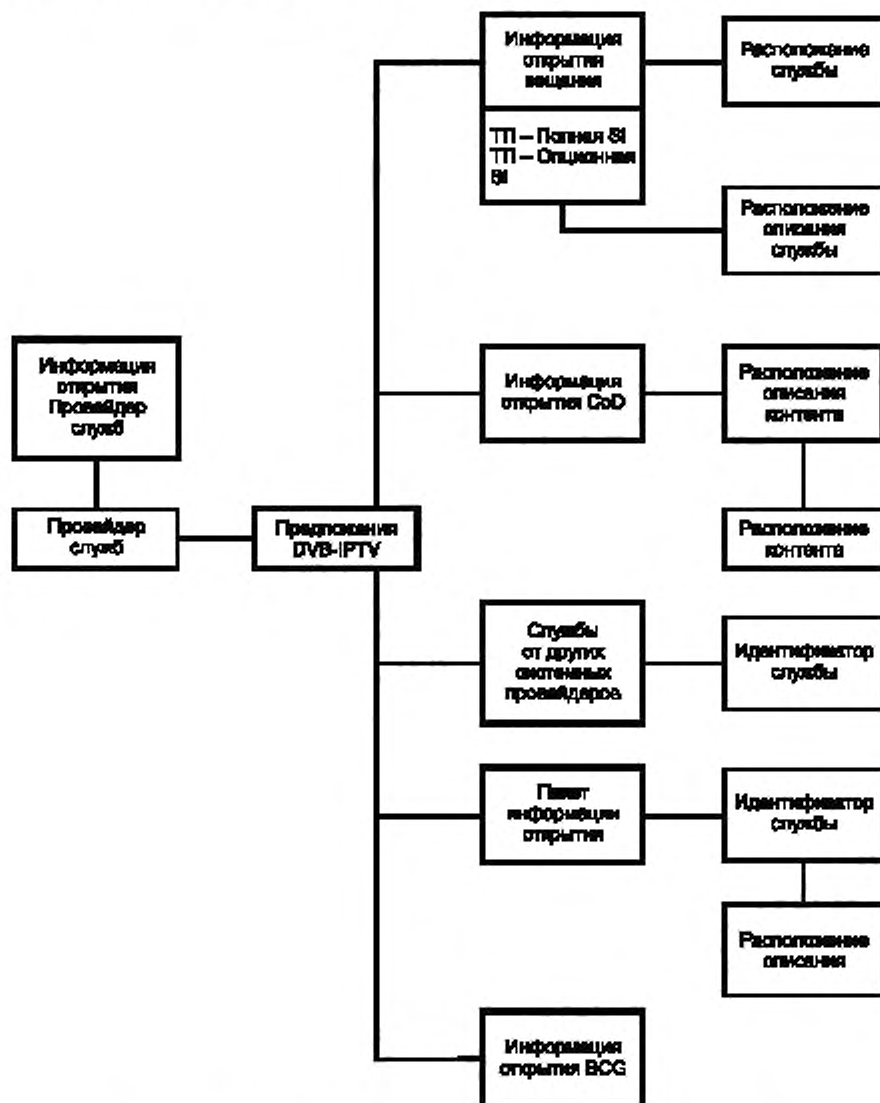 Информация
открытия
вещания
ТП – Полная SI
ТП – Опционная
SI
Расположение
службы
Расположение
описания
службы
Информация
открытия
Провайдер
служб
Провайдер
служб
Предложения
DVB-IPTV
Информация
открытия CoD
Расположение
описания
контента
Расположение
контента
Службы
от других
системных
провайдеров
Идентификатор
службы
Пакет
информации
открытия
Идентификатор
службы
Расположение
описания
Информация
открытия BCG